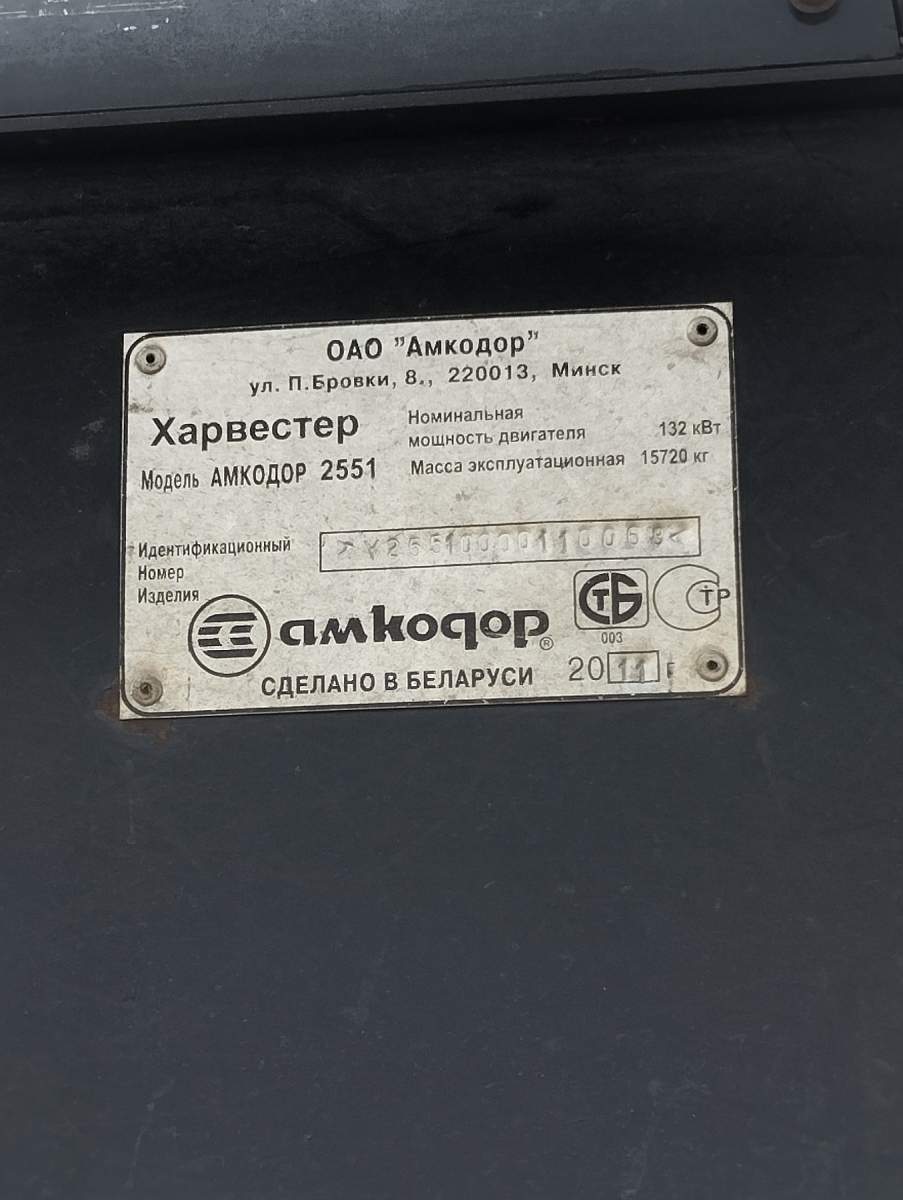 ОАО "Амкодор"
ул. П.Бровки, 8., 220013, Минск
Харвестер
Модель АМКОДОР 2551
Номинальная
мощность двигателя 132 кВт
Масса эксплуатационная 15720 кг
Идентификационный
Номер
Изделия
амкодор®
СТБ
003
ТР
СДЕЛАНО В БЕЛАРУСИ
2011г